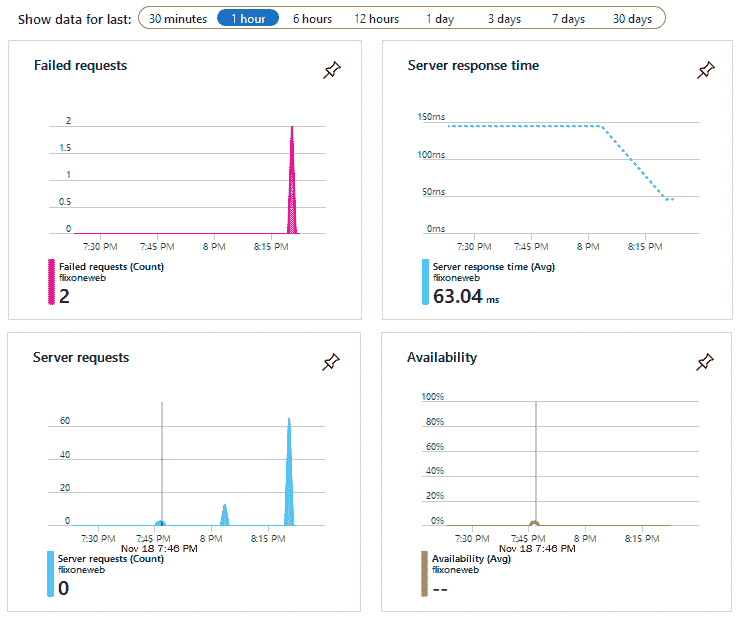 Show data for last: 30 minutes 1 hour 6 hours 12 hours 1 day 3 days 7 days 30 days
Failed requests
2
1.5
1
0.5
0
7:30 PM 7:45 PM 8 PM 8:15 PM
Failed requests (Count)
flixoneweb
2
Server response time
150ms
100ms
50ms
0ms
7:30 PM 7:45 PM 8 PM 8:15 PM
Server response time (Avg)
flixoneweb
63.04 ms
Server requests
60
40
20
0
7:30 PM 7:45 PM 8 PM 8:15 PM
Nov 18 7:46 PM
Server requests (Count)
flixoneweb
0
Availability
100%
80%
60%
40%
20%
0%
7:30 PM 7:45 PM 8 PM 8:15 PM
Nov 18 7:46 PM
Availability (Avg)
flixoneweb
--